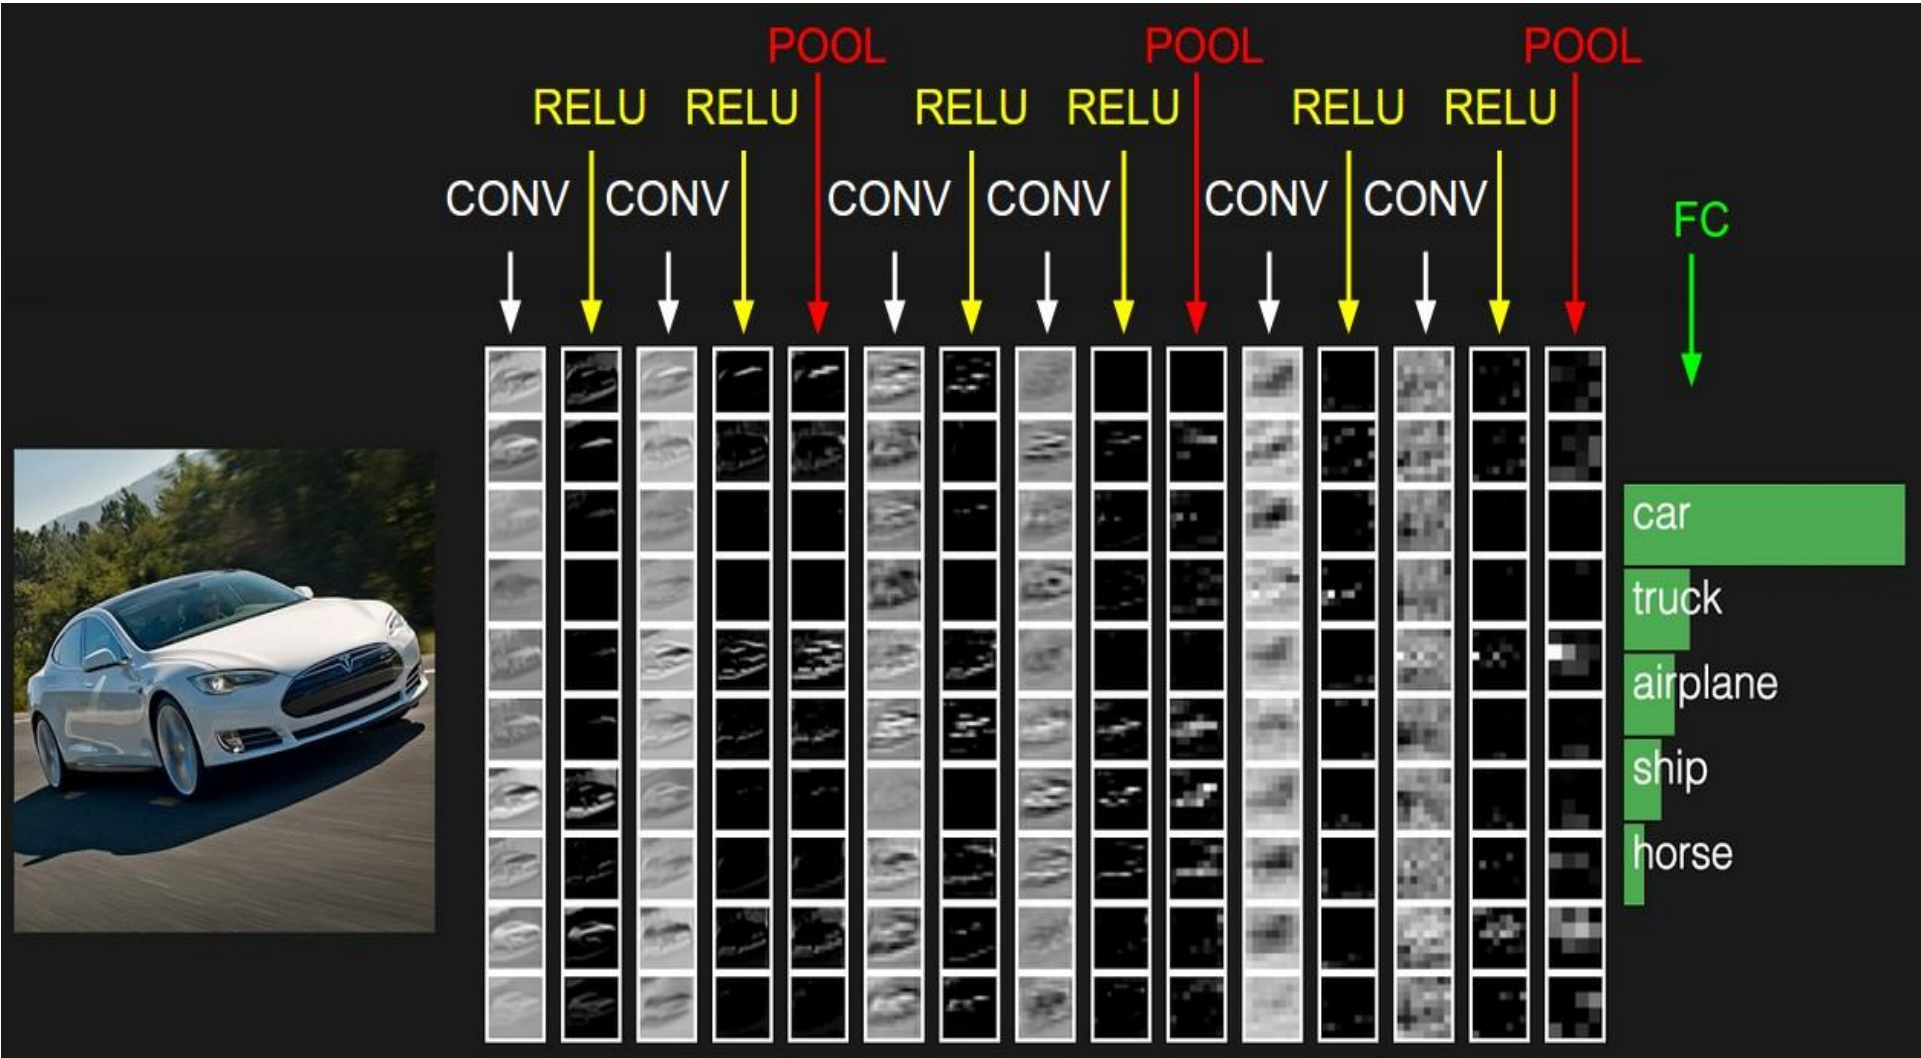 POOL POOL POOL
RELU RELU RELU RELU RELU RELU
CONV CONV CONV CONV CONV CONV
FC
car
truck
airplane
ship
horse